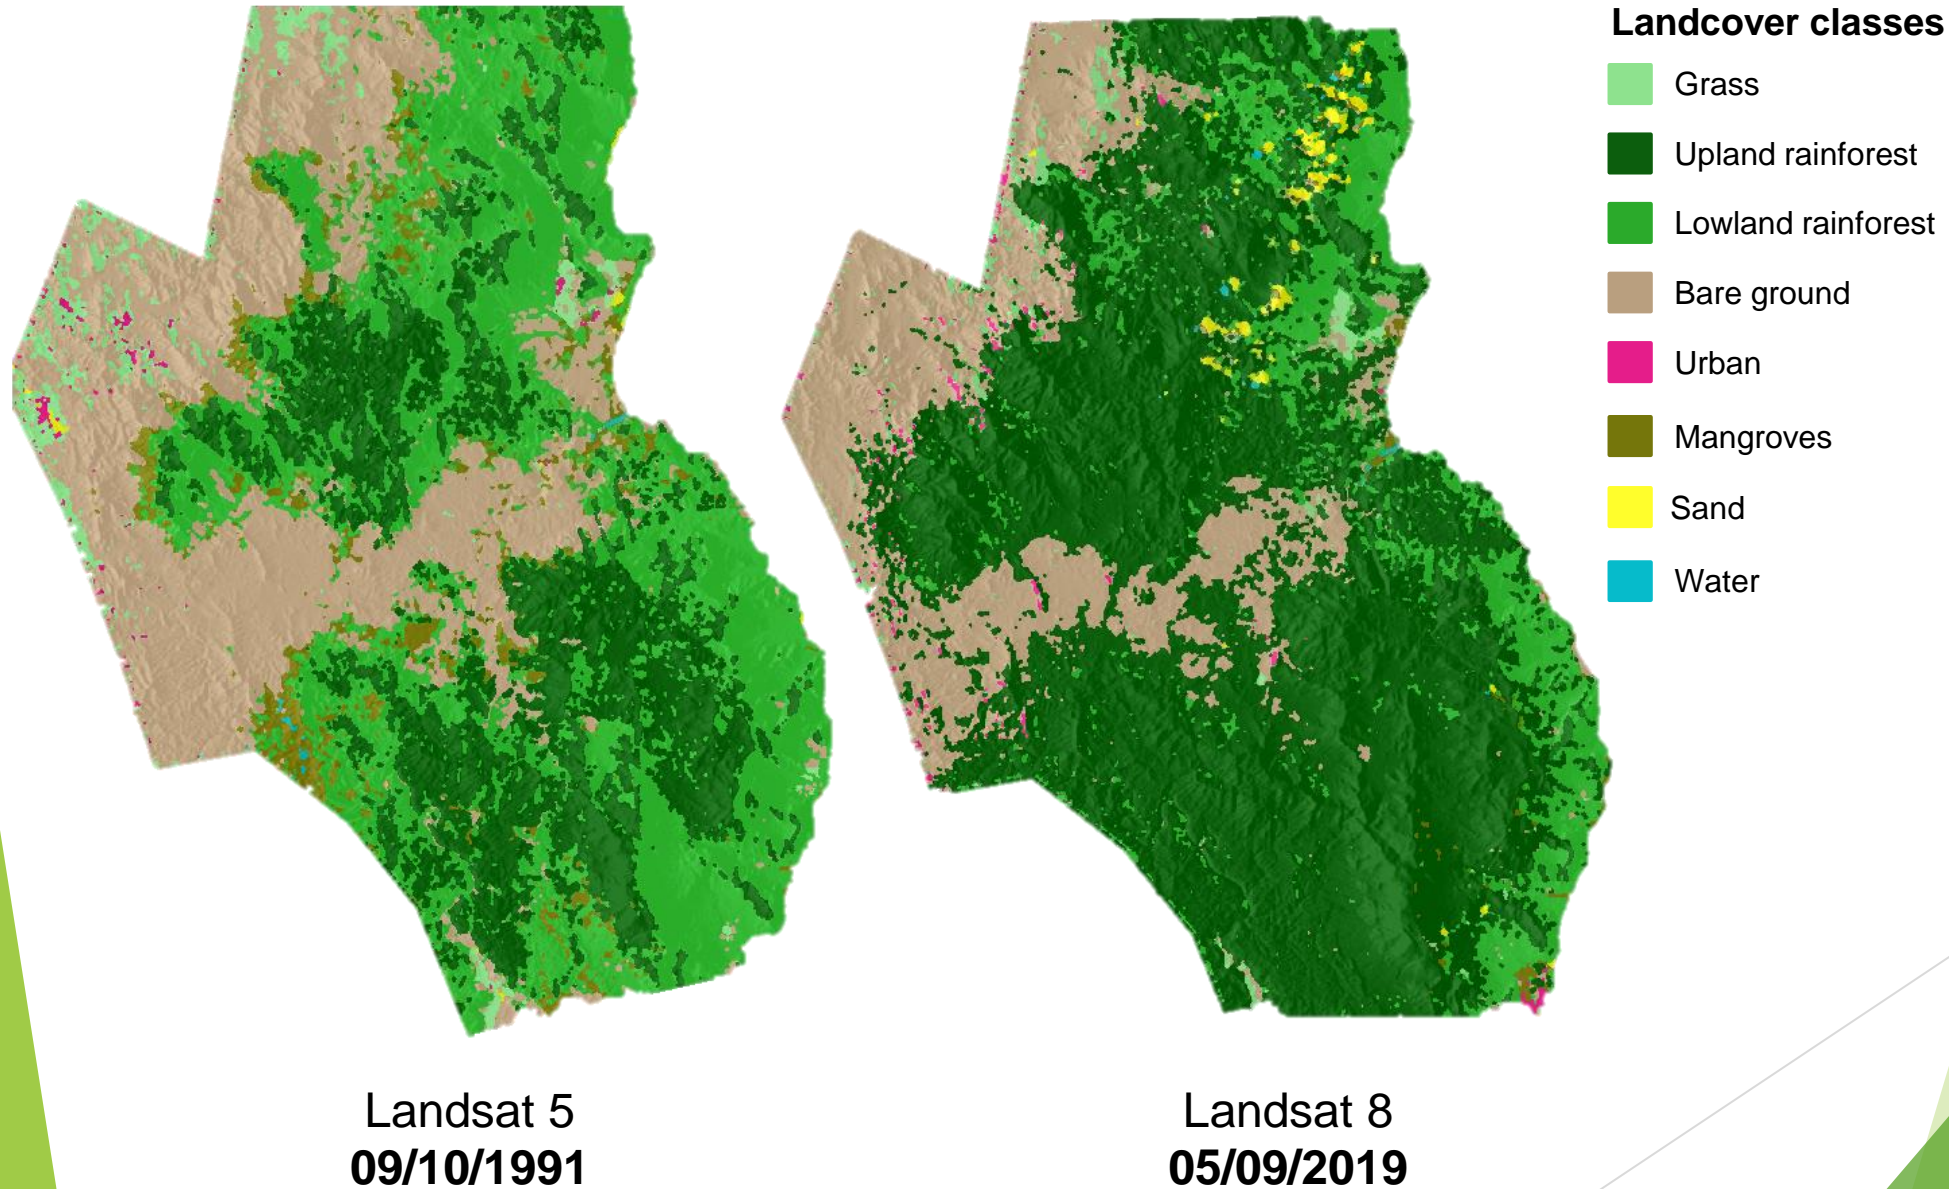 Landcover classes
Grass
Upland rainforest
Lowland rainforest
Bare ground
Urban
Mangroves
Sand
Water
Landsat 5
09/10/1991
Landsat 8
05/09/2019